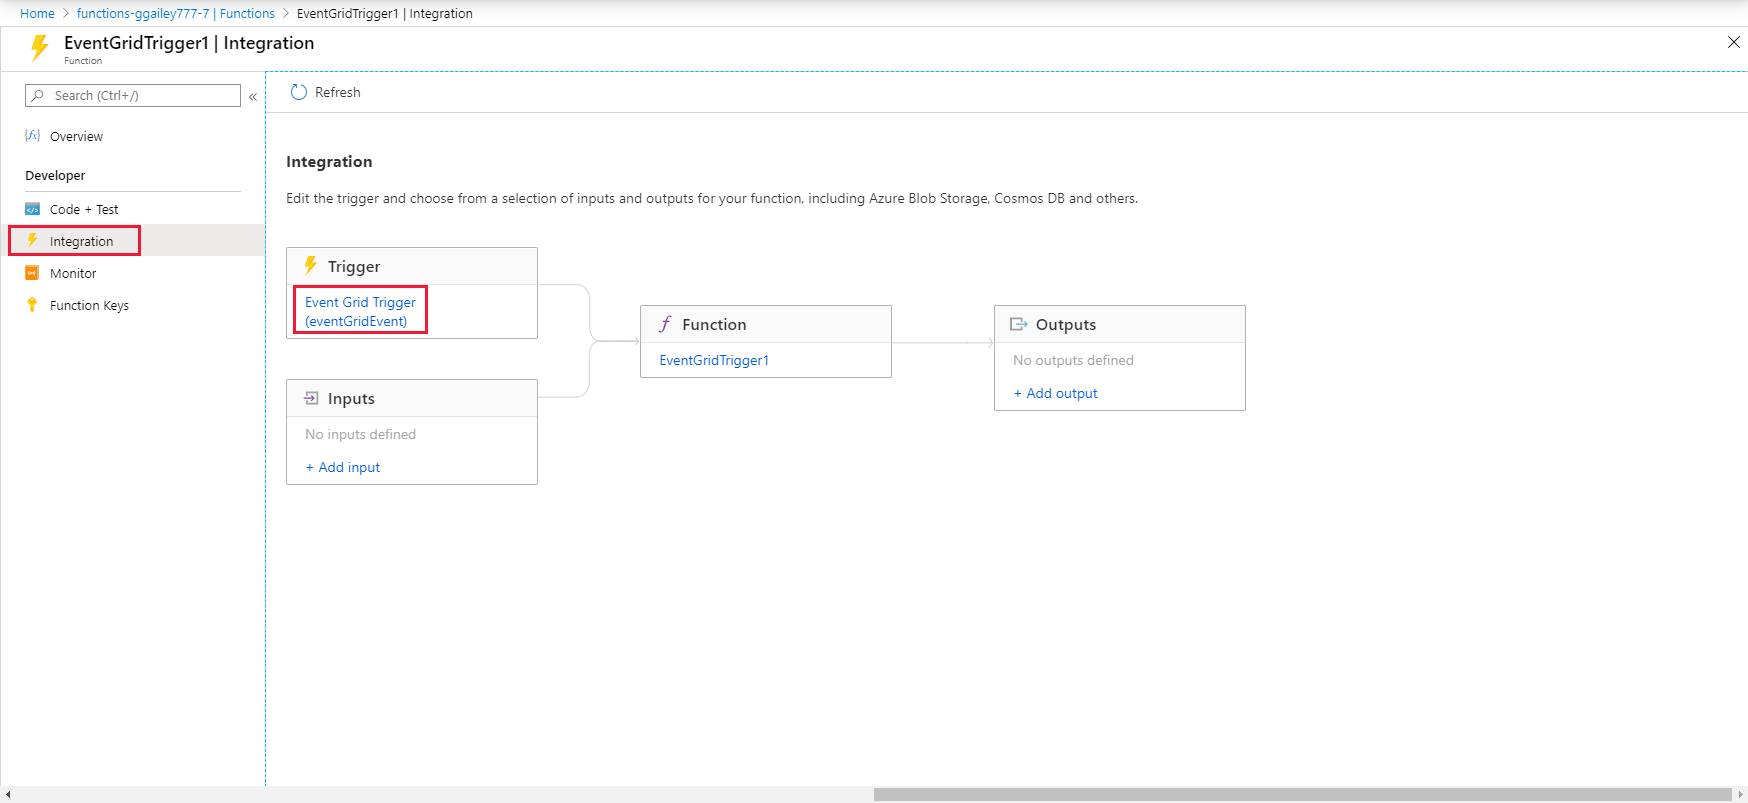 Home > functions-ggailey777-7 | Functions > EventGridTrigger1 | Integration
EventGridTrigger1 | Integration
Function
Search (Ctrl+/)
«
Refresh
Overview
Developer
Code + Test
Integration
Monitor
Function Keys
Integration
Edit the trigger and choose from a selection of inputs and outputs for your function, including Azure Blob Storage, Cosmos DB and others.
Trigger
Event Grid Trigger
(eventGridEvent)
Inputs
No inputs defined
+ Add input
Function
EventGridTrigger1
Outputs
No outputs defined
+ Add output